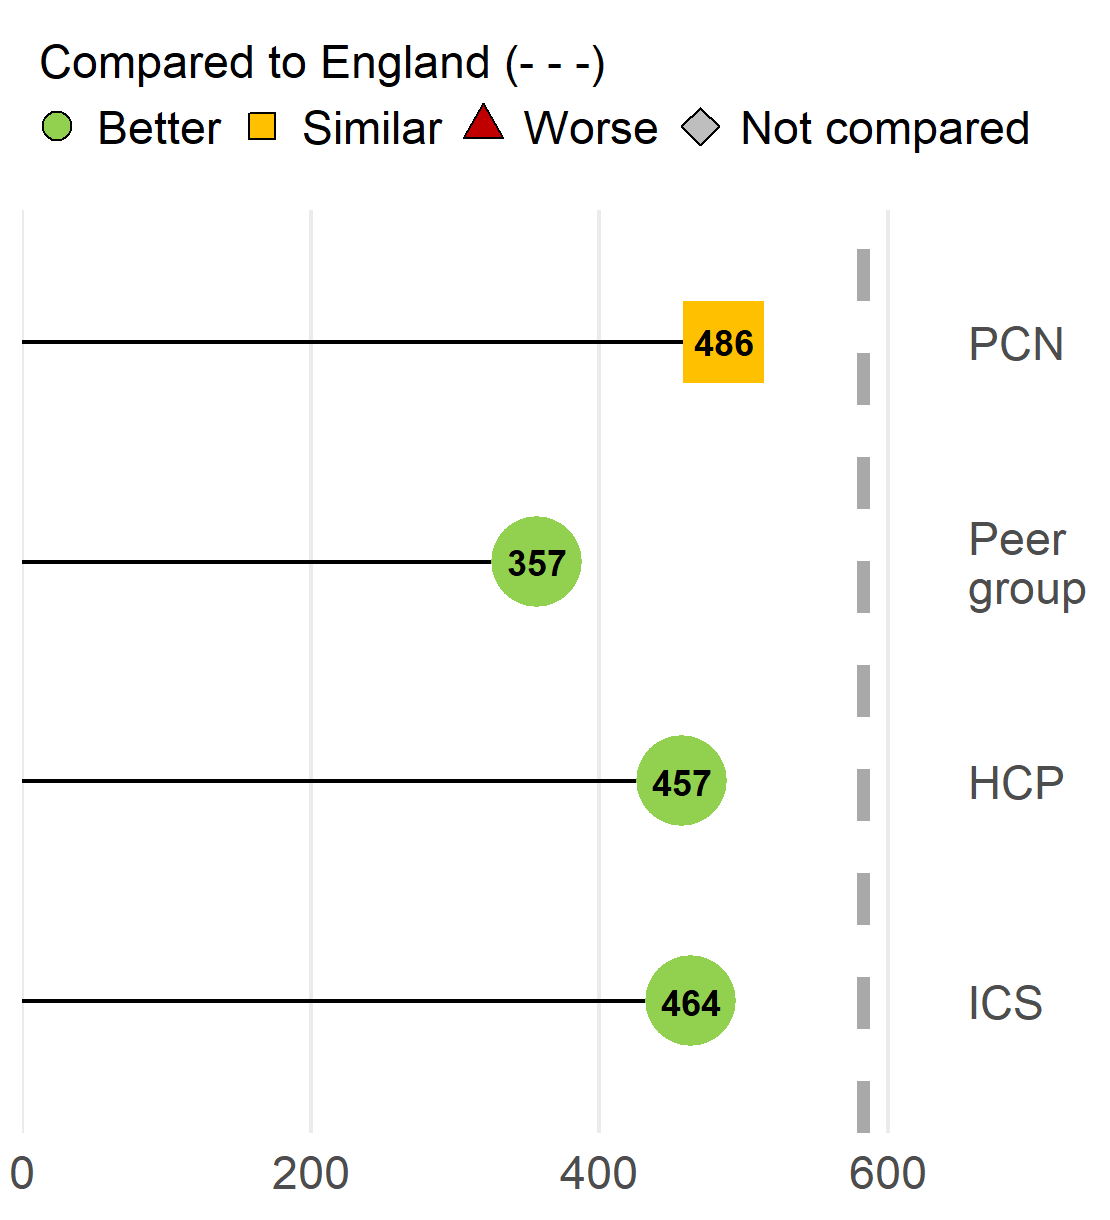 Compared to England (- - -)
Better Similar Worse Not compared
486 PCN
357 Peer
group
457 HCP
464 ICS
0 200 400 600